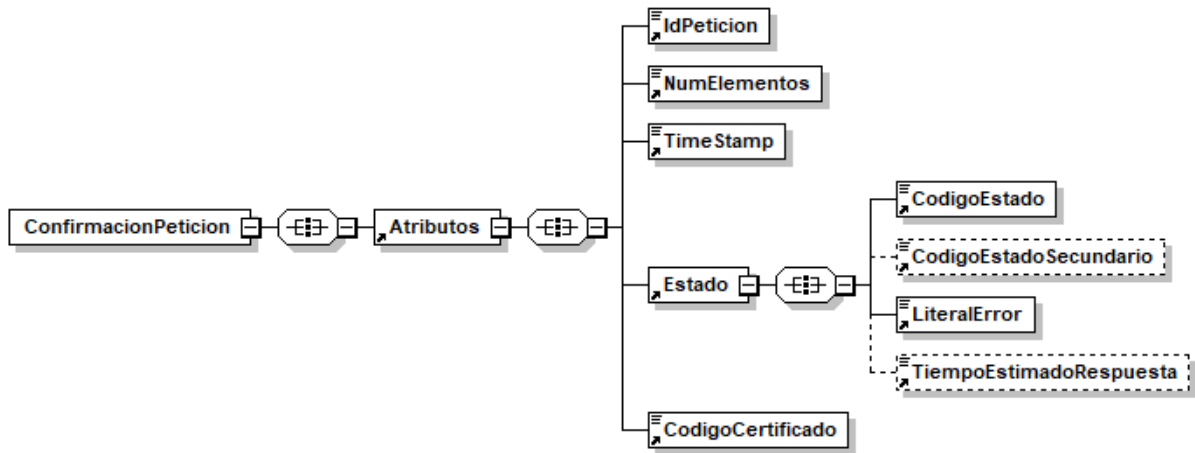 IdPeticion
NumElementos
TimeStamp
ConfirmacionPeticion
Atributos
Estado
CodigoEstado
CodigoEstadoSecundario
LiteralError
TiempoEstimadoRespuesta
CodigoCertificado